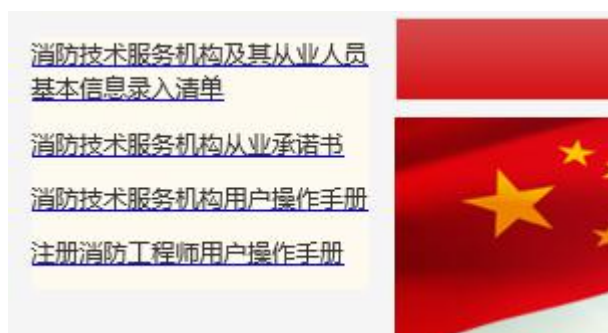 消防技术服务机构及其从业人员
基本信息录入清单
消防技术服务机构从业承诺书
消防技术服务机构用户操作手册
注册消防工程师用户操作手册